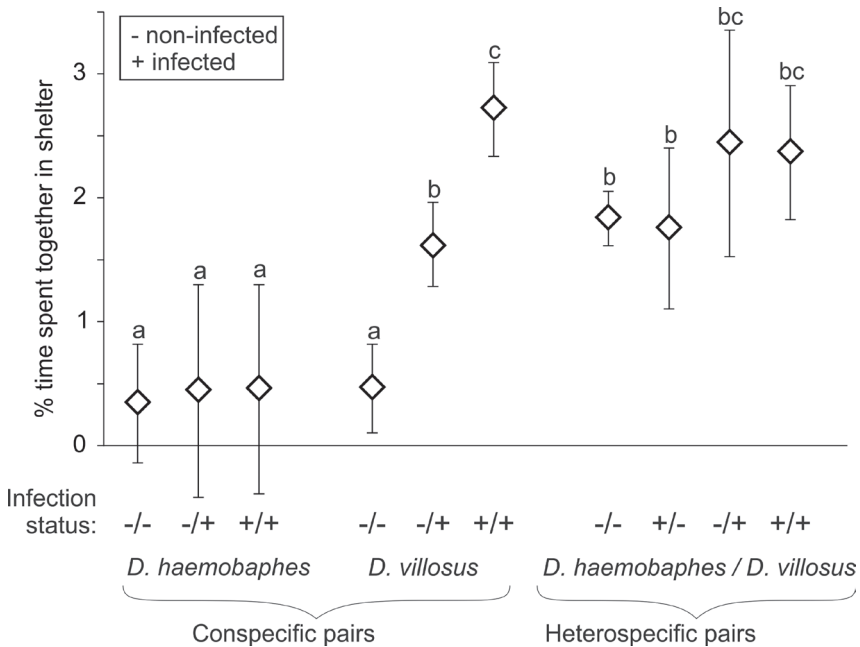 - non-infected
+ infected
% time spent together in shelter
3
2
1
0
a
a
a
a
b
c
b
b
bc
bc
Infection
status:
-/- -/+ +/+ -/- -/+ +/+ -/- +/- -/+ +/+
D. haemobaphes D. villosus D. haemobaphes / D. villosus
Conspecific pairs Heterospecific pairs